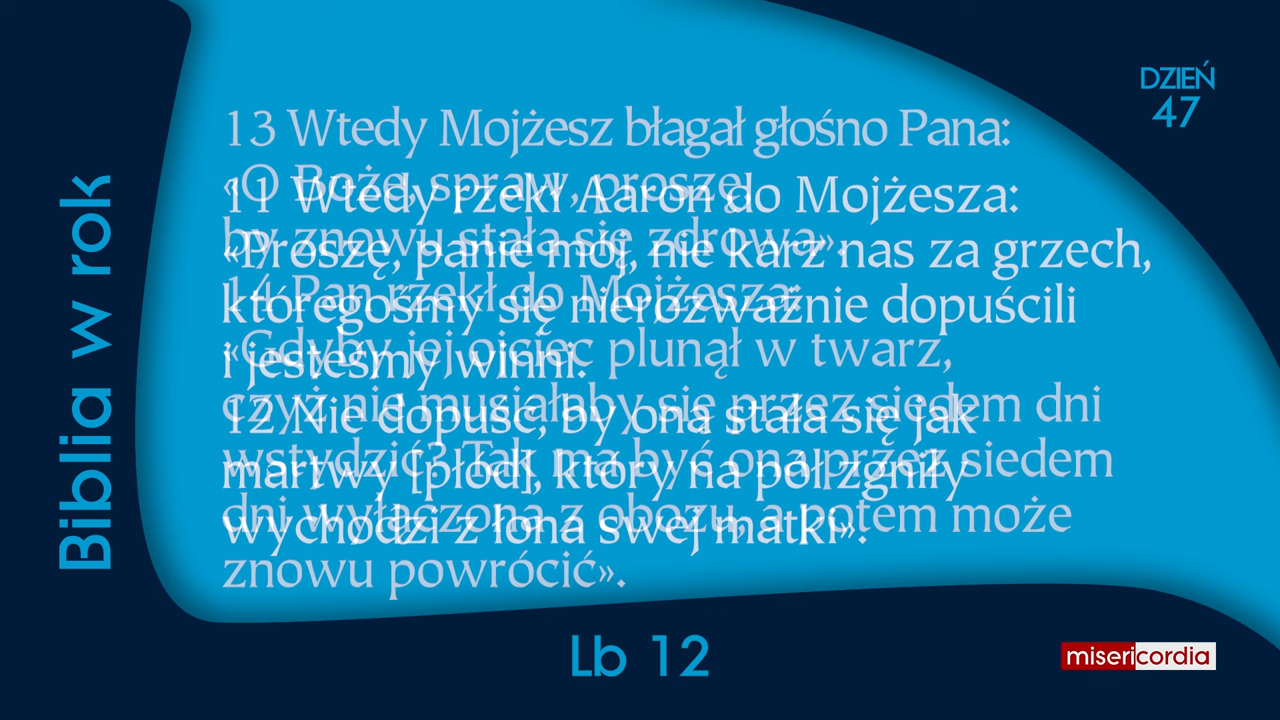 DZIEŃ
47
Biblia w rok
13 Wtedy Mojżesz błagał głośno Pana:
«O Boże, spraw, proszę,
by znowu stała się zdrowa».
14 Pan rzekł do Mojżesza:
«Gdyby jej ojciec plunął w twarz,
czyż nie musiałaby się przez siedem dni
wstydzić? Tak ma być ona przez siedem
dni wyłączona z obozu, a potem może
znowu powrócić».
11 Wtedy rzekł Aaron do Mojżesza:
«Proszę, panie mój, nie karz nas za grzech,
któregośmy się nierozważnie dopuścili
i jesteśmy winni.
12 Nie dopuść, by ona stała się jak
martwy [płód], który na pół zgniły
wychodzi z łona swej matki».
Lb 12
misericordia